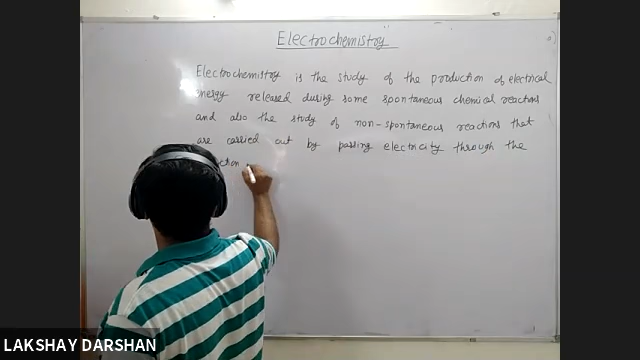 Electrochemistry
Electrochemistry is the study of the production of electrical
energy released during some spontaneous chemical reactions
and also the study of non-spontaneous reactions that
are carried out by passing electricity through the
ction
LAKSHAY DARSHAN